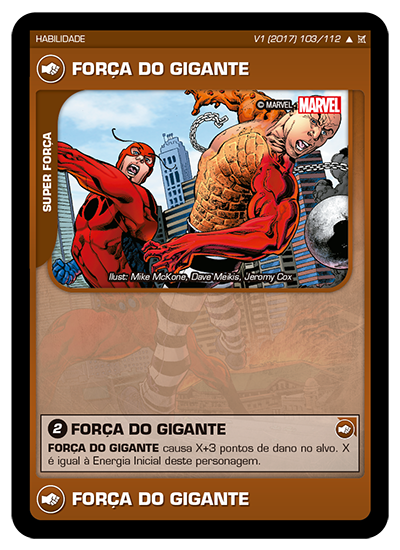 HABILIDADE
V1 (2017) 103/112
FORÇA DO GIGANTE
SUPER FORÇA
© MARVEL MARVEL
Ilust: Mike McKone, Dave Meikis, Jeromy Cox
2 FORÇA DO GIGANTE
FORÇA DO GIGANTE causa X+3 pontos de dano no alvo. X
é igual à Energia Inicial deste personagem.
FORÇA DO GIGANTE